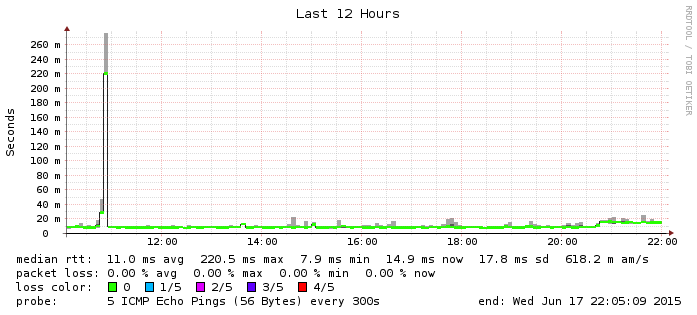 Last 12 Hours
RRDTOOL / TOBI OETIKER
Seconds
260 m
240 m
220 m
200 m
180 m
160 m
140 m
120 m
100 m
80 m
60 m
40 m
20 m
0
12:00 14:00 16:00 18:00 20:00 22:00
median rtt: 11.0 ms avg 220.5 ms max 7.9 ms min 14.9 ms now 17.8 ms sd 618.2 m am/s
packet loss: 0.00 % avg 0.00 % max 0.00 % min 0.00 % now
loss color: 0 1/5 2/5 3/5 4/5
probe: 5 ICMP Echo Pings (56 Bytes) every 300s end: Wed Jun 17 22:05:09 2015